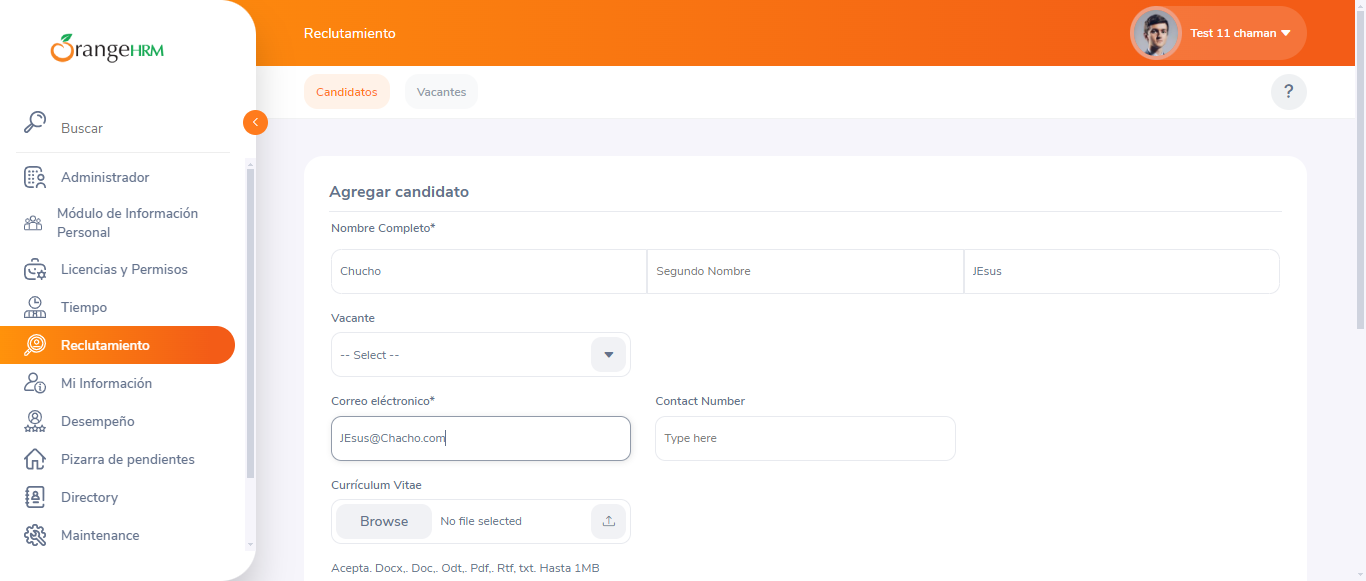 OrangeHRM
Reclutamiento
Test 11 chaman
Candidatos
Vacantes
?
Buscar
Administrador
Módulo de Información
Personal
Licencias y Permisos
Tiempo
Reclutamiento
Mi Información
Desempeño
Pizarra de pendientes
Directory
Maintenance
Agregar candidato
Nombre Completo*
Chucho
Segundo Nombre
JEsus
Vacante
-- Select --
Correo eléctronico*
Contact Number
JEsus@Chacho.com
Type here
Currículum Vitae
Browse
No file selected
Acepta. Docx,. Doc,. Odt,. Pdf,. Rtf, txt. Hasta 1MB